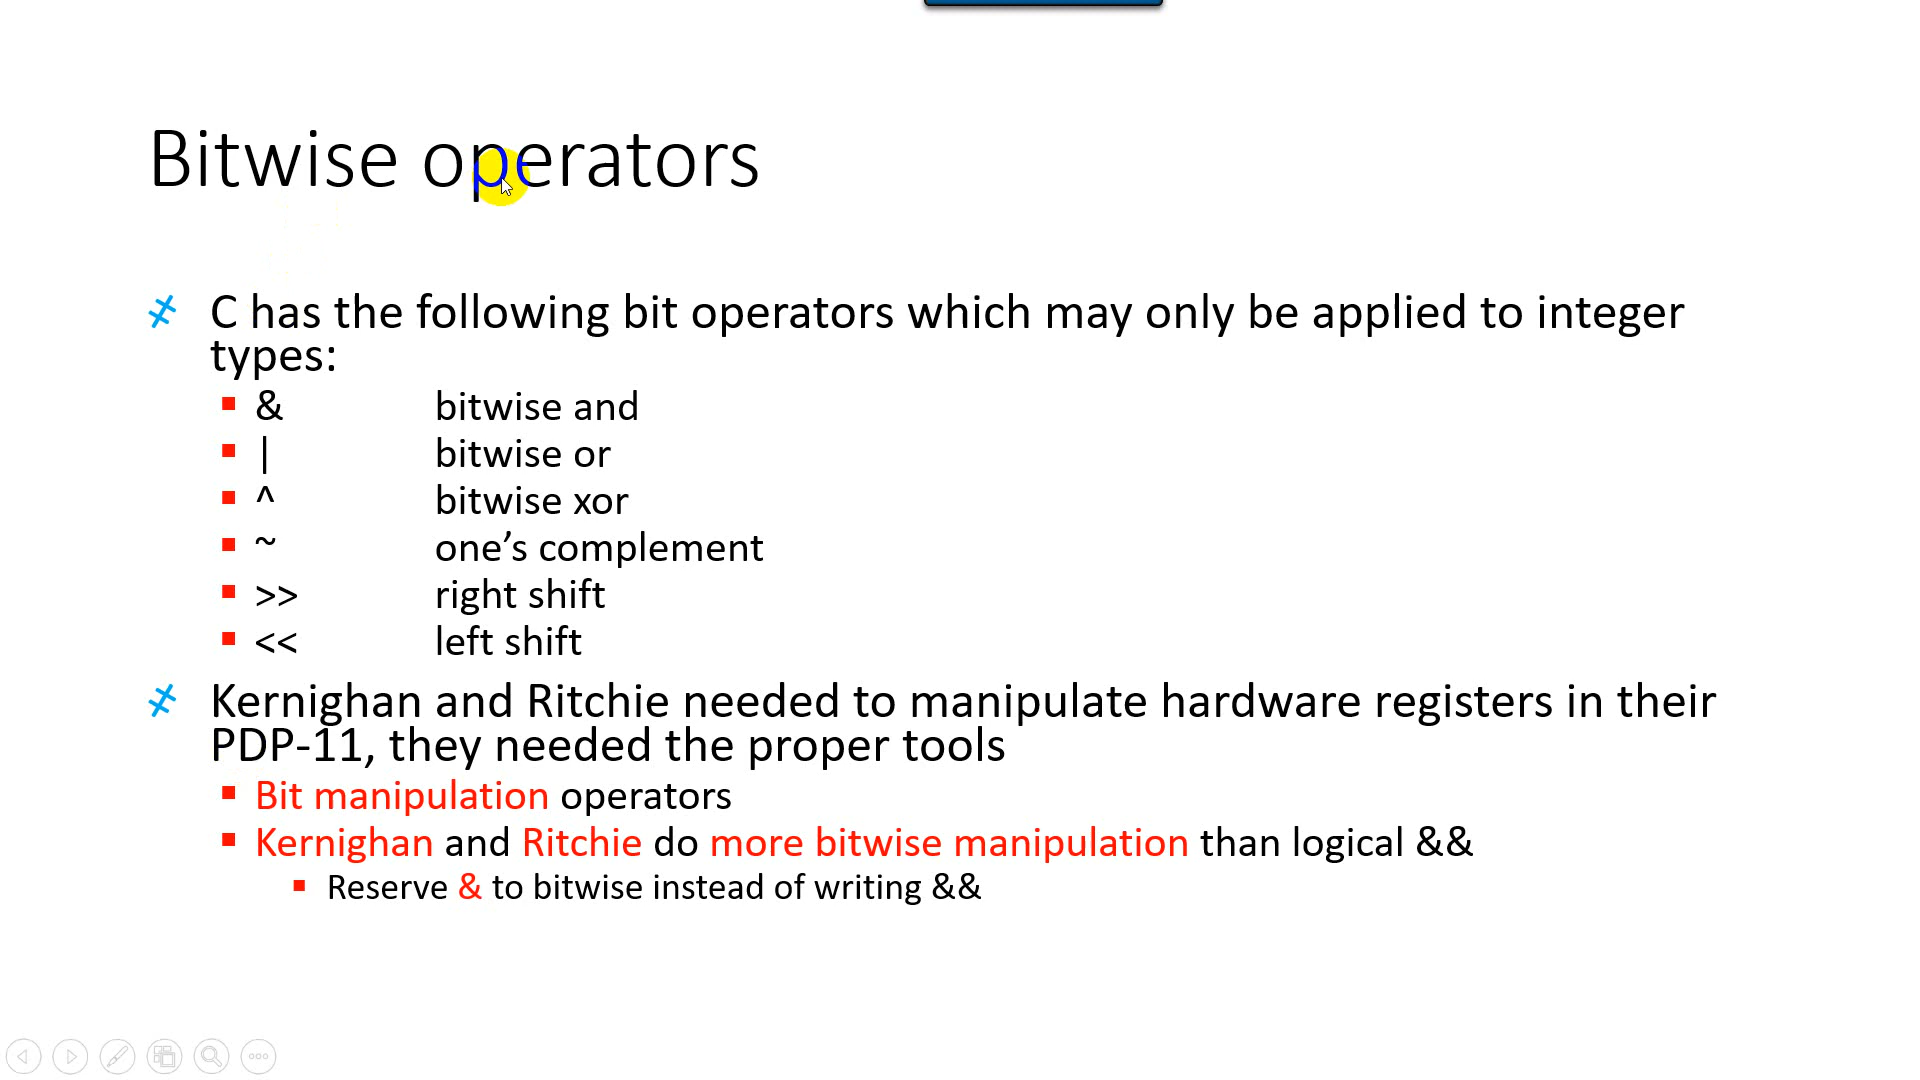 Bitwise operators
C has the following bit operators which may only be applied to integer
types:
& bitwise and
| bitwise or
^ bitwise xor
~ one’s complement
>> right shift
<< left shift
Kernighan and Ritchie needed to manipulate hardware registers in their
PDP-11, they needed the proper tools
Bit manipulation operators
Kernighan and Ritchie do more bitwise manipulation than logical &&
Reserve & to bitwise instead of writing &&